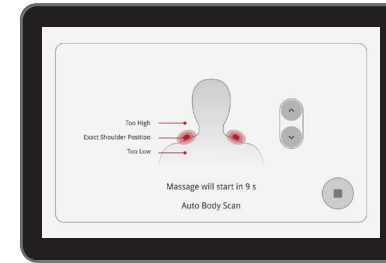 Too High
Exact Shoulder Position
Too Low
Massage will start in 9 s
Auto Body Scan